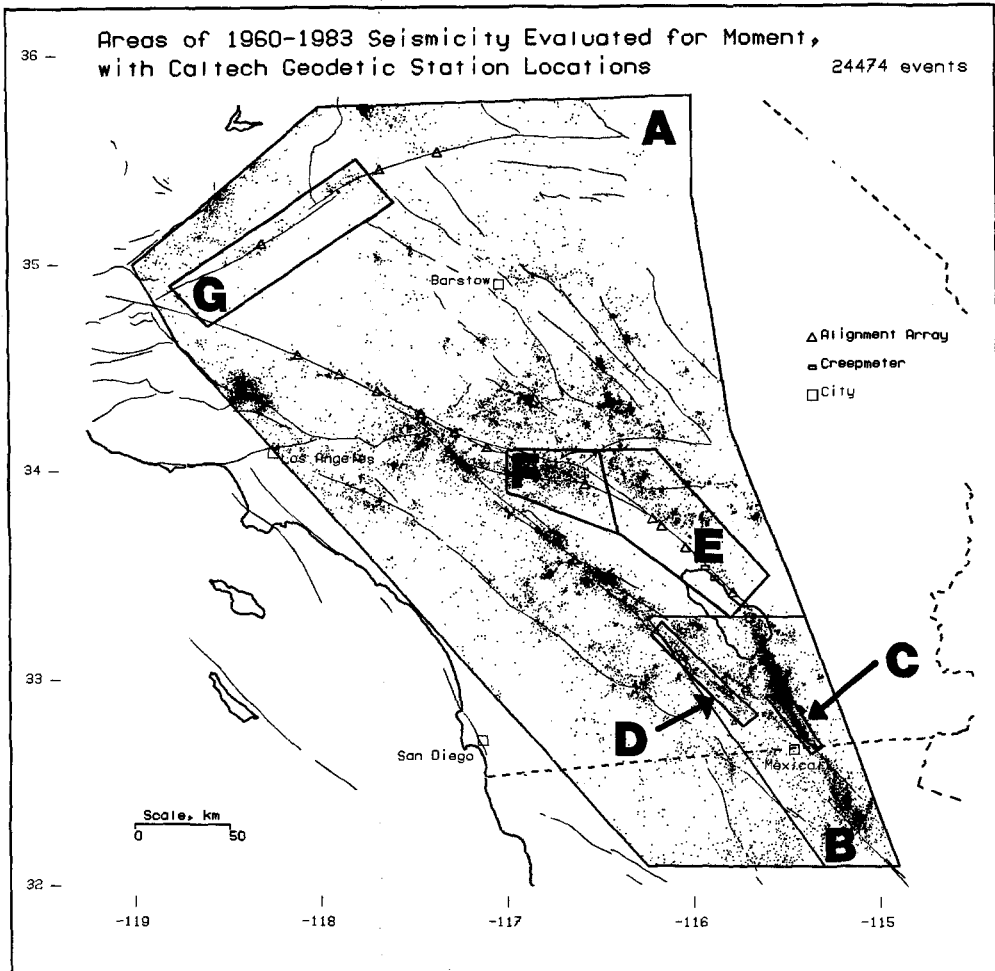 Areas of 1960-1983 Seismicity Evaluated for Moment,
with Caltech Geodetic Station Locations
24474 events
36
A
35
G
Barstow
Alignment Array
Creepmeter
City
34
Los Angeles
F
E
33
C
D
San Diego
Mexicali
Scale, km
0 50
B
32
-119 -118 -117 -116 -115